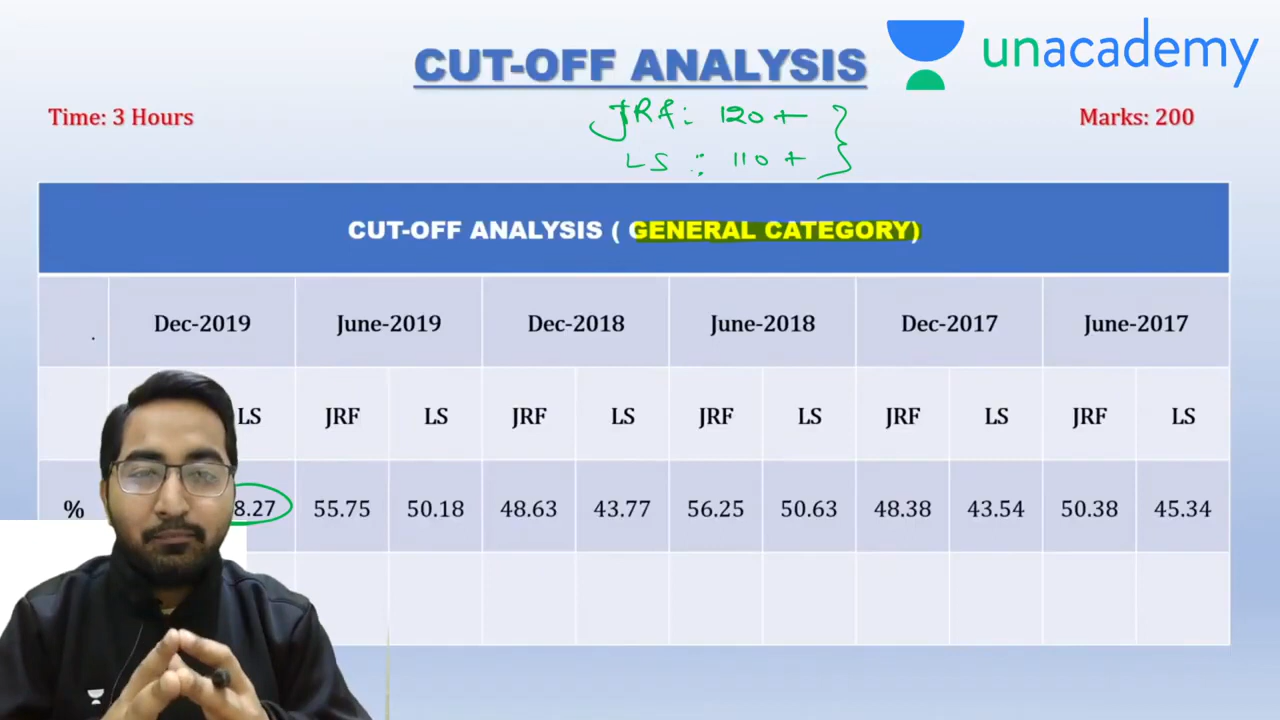 CUT-OFF ANALYSIS
unacademy
Time: 3 Hours
JRF: 120+
Marks: 200
LS : 110+
CUT-OFF ANALYSIS ( GENERAL CATEGORY)
Dec-2019 June-2019 Dec-2018 June-2018 Dec-2017 June-2017
LS JRF LS JRF LS JRF LS JRF LS JRF LS
% 8.27 55.75 50.18 48.63 43.77 56.25 50.63 48.38 43.54 50.38 45.34